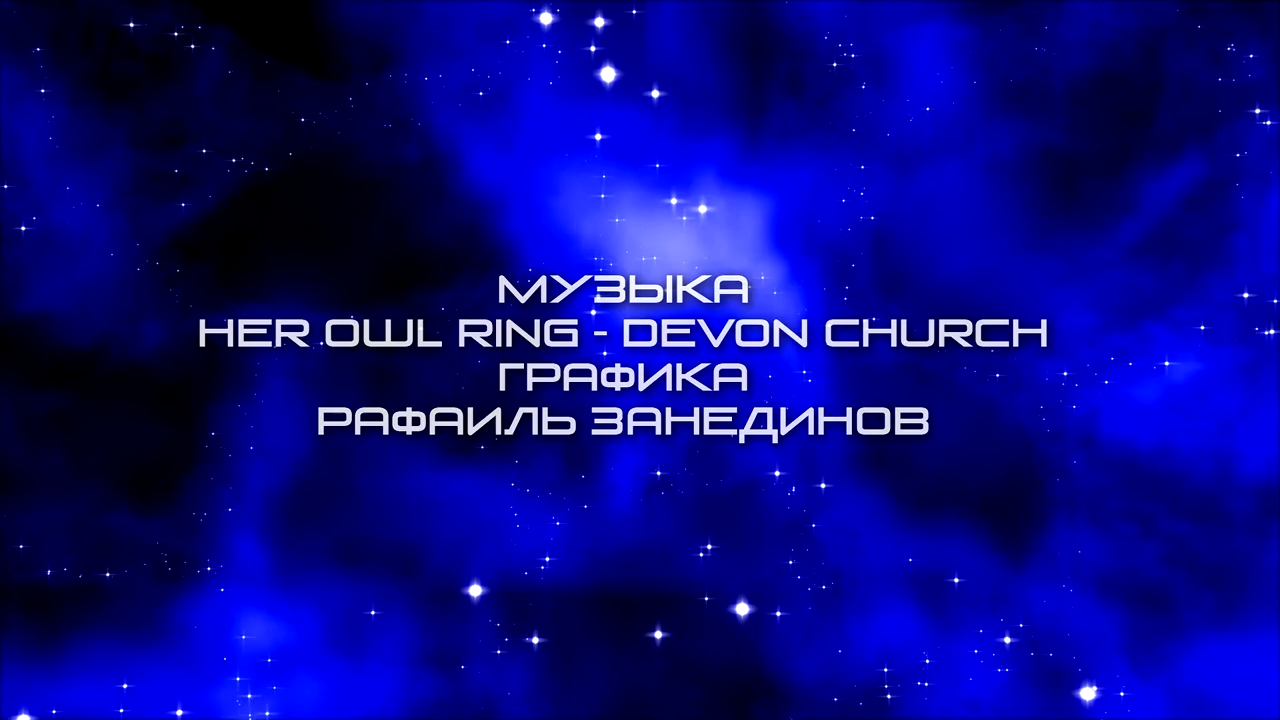 МУЗЫКА
HER OWL RING - DEVON CHURCH
ГРАФИКА
РАФАИЛЬ ЗАНЕДИНОВ